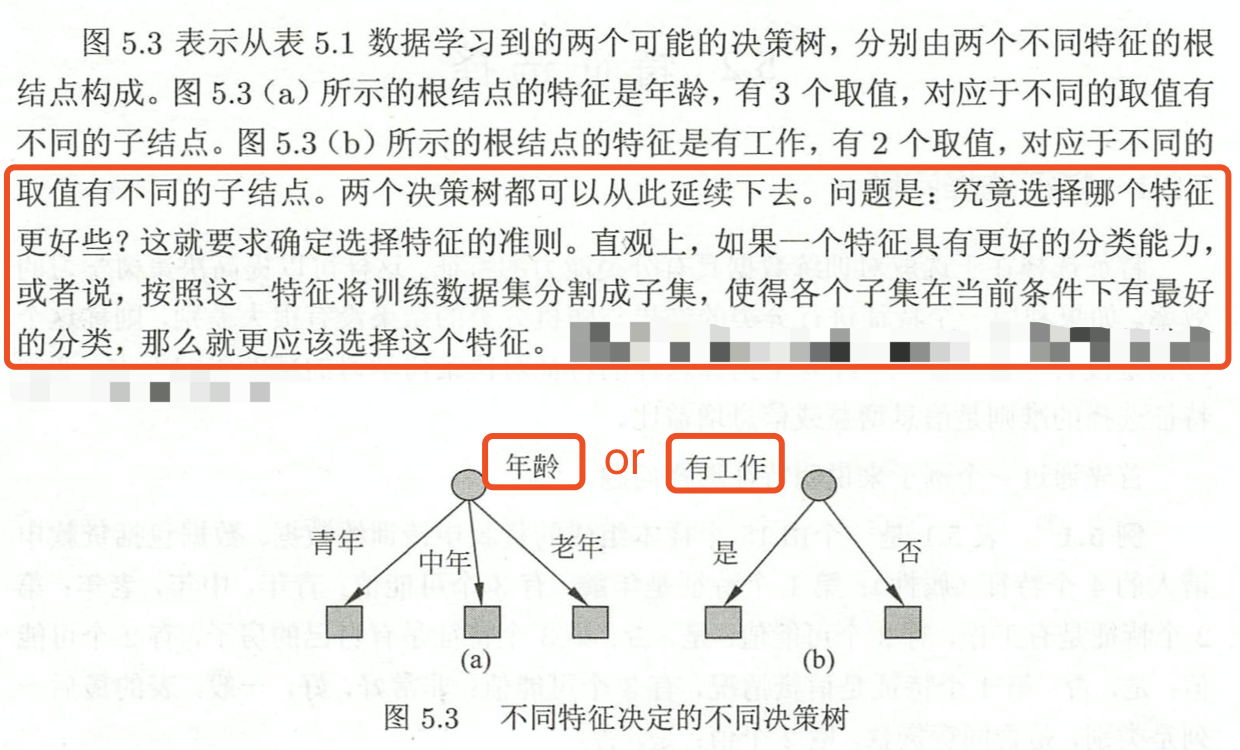 图 5.3 表示从表 5.1 数据学习到的两个可能的决策树，分别由两个不同特征的根
结点构成。图 5.3（a）所示的根结点的特征是年龄，有 3 个取值，对应于不同的取值有
不同的子结点。图 5.3（b）所示的根结点的特征是有工作，有 2 个取值，对应于不同的
取值有不同的子结点。两个决策树都可以从此延续下去。问题是：究竟选择哪个特征
更好些？这就要求确定选择特征的准则。直观上，如果一个特征具有更好的分类能力，
或者说，按照这一特征将训练数据集分割成子集，使得各个子集在当前条件下有最好
的分类，那么就更应该选择这个特征。
年龄 or 有工作
青年 中年 老年 是 否
(a) (b)
图 5.3 不同特征决定的不同决策树